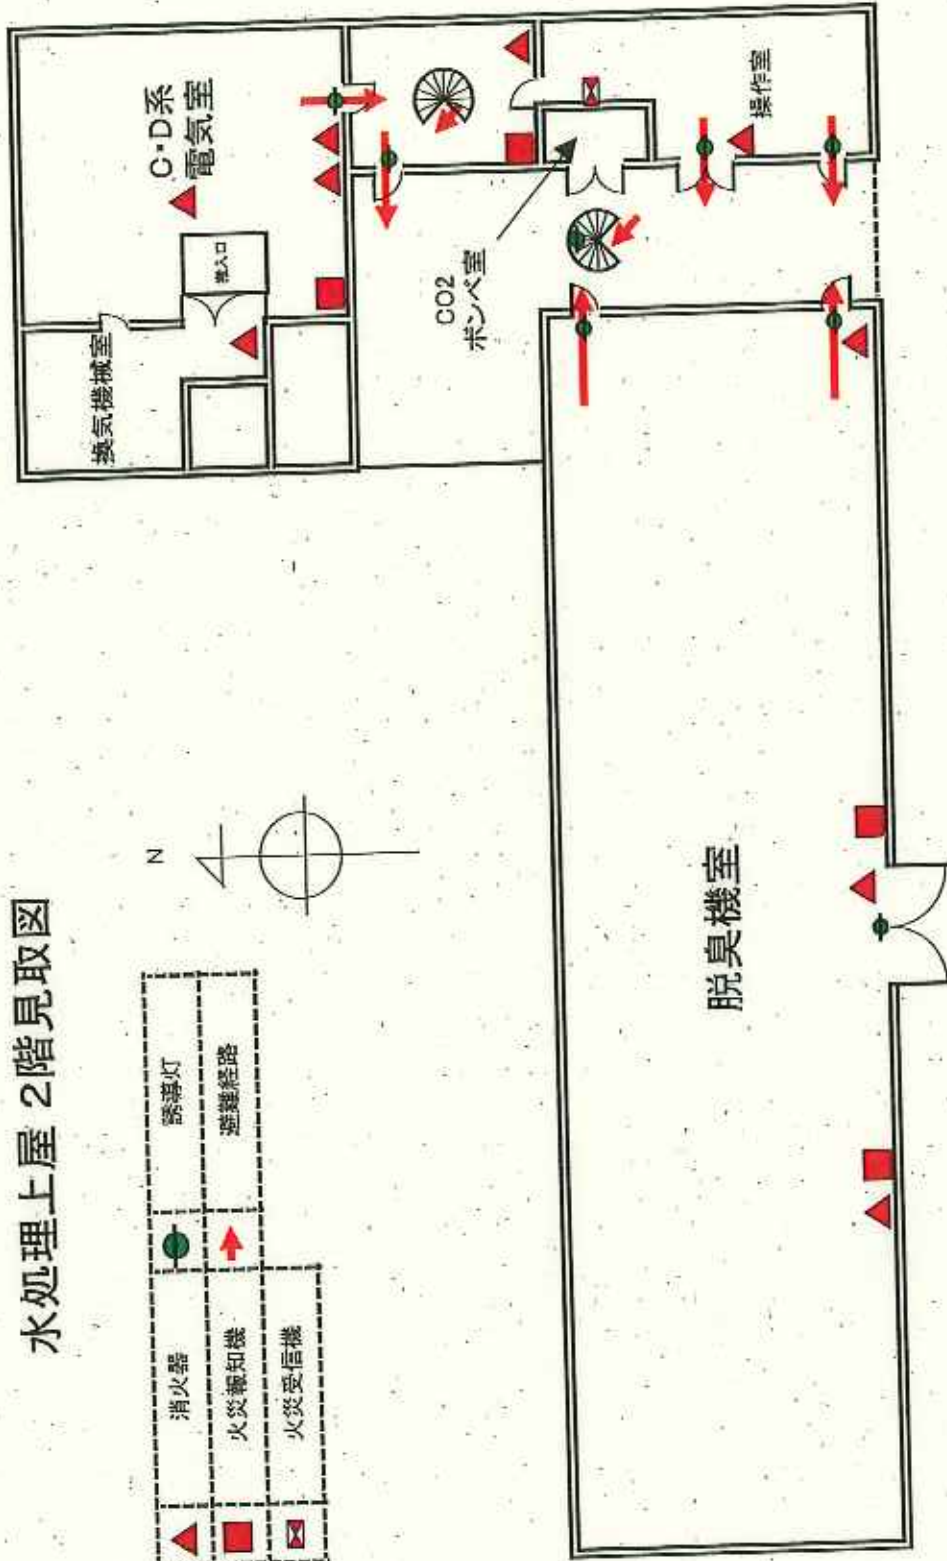 水処理上屋 2階見取図
消火器
誘導灯
火災報知機
避難経路
火災受信機
N
換気機械室
搬入口
C・D系
電気室
CO2
ボンベ室
操作室
脱臭機室